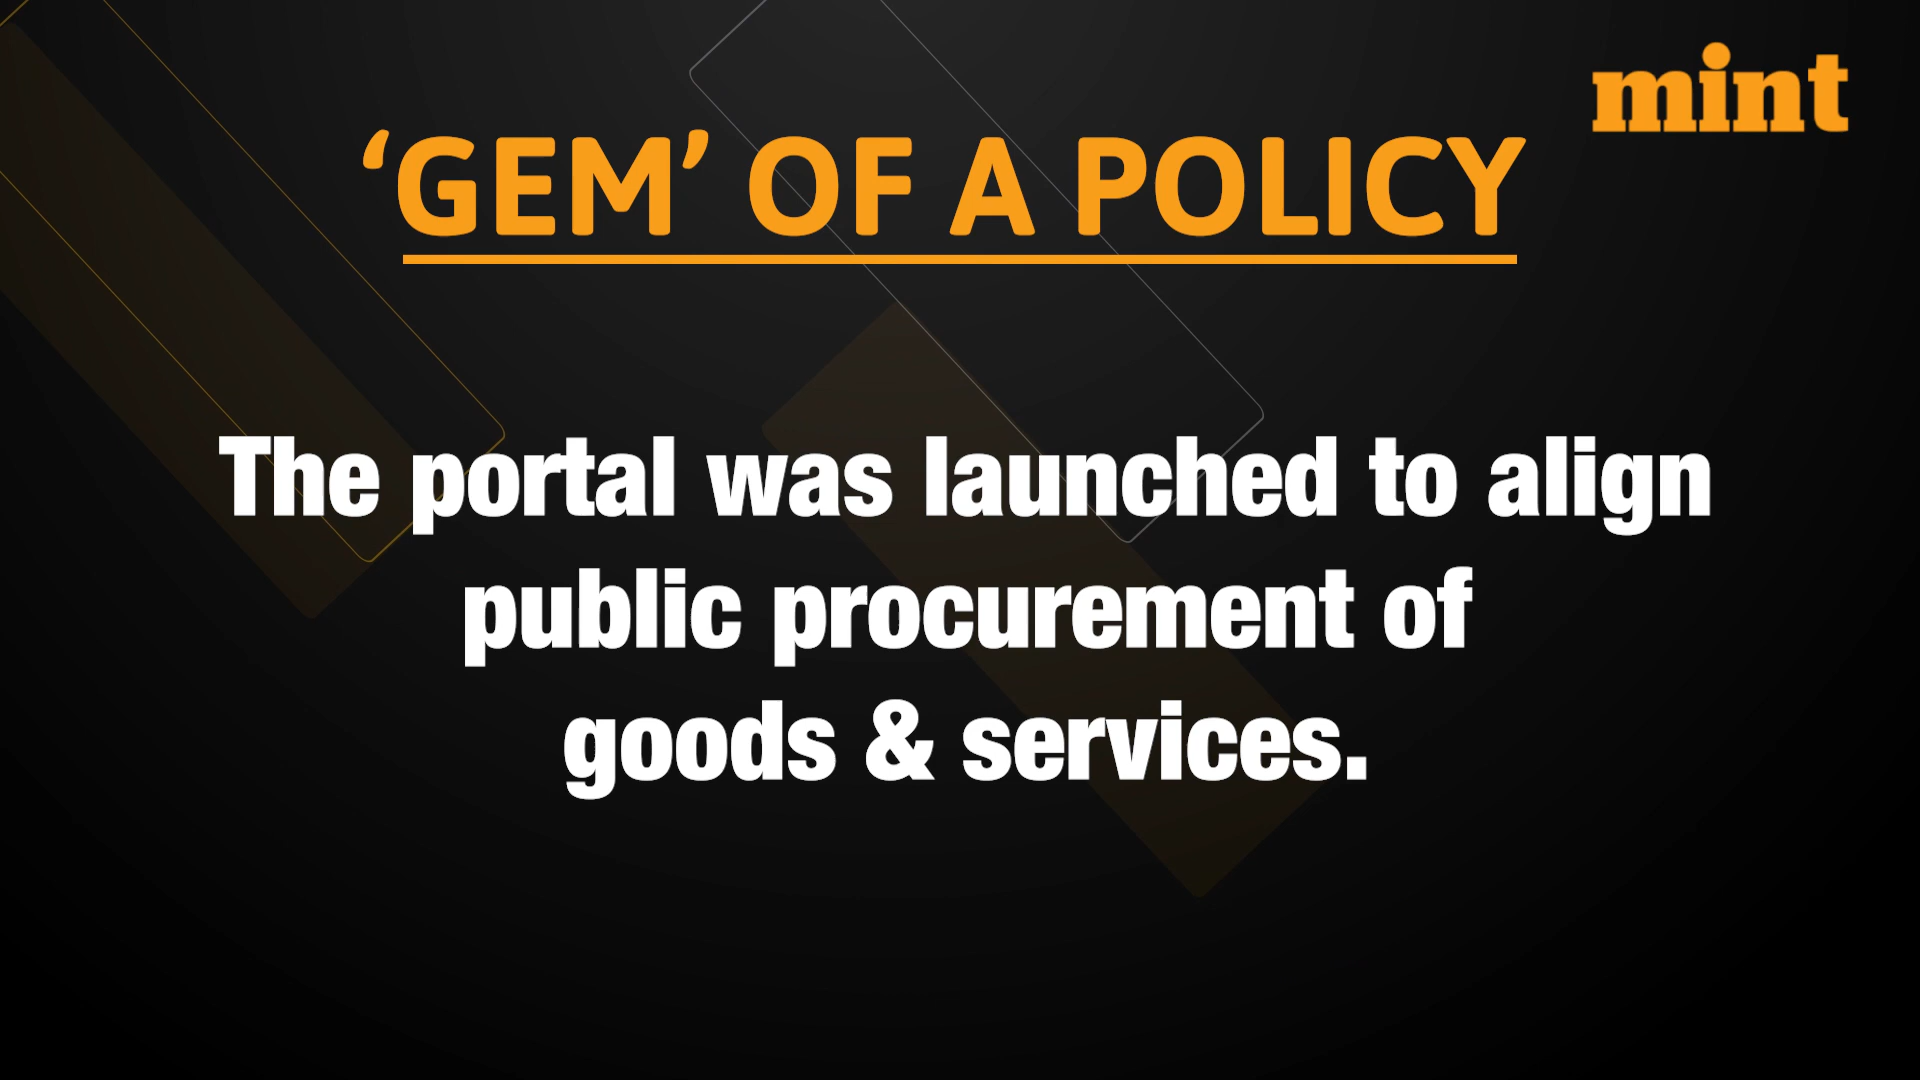 mint
‘GEM’ OF A POLICY
The portal was launched to align
public procurement of
goods & services.